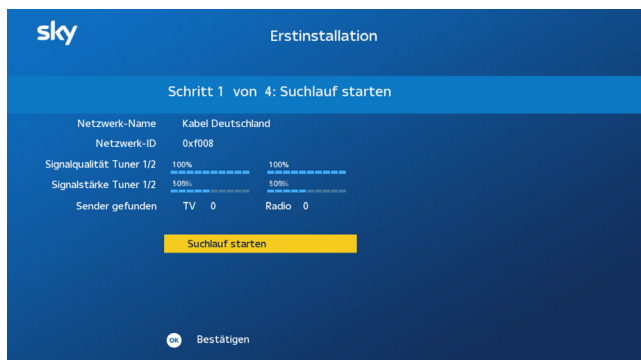 sky
Erstinstallation
Schritt 1 von 4: Suchlauf starten
Netzwerk-Name Kabel Deutschland
Netzwerk-ID 0xf008
Signalqualität Tuner 1/2 100% 100%
Signalstärke Tuner 1/2 50% 50%
Sender gefunden TV 0 Radio 0
Suchlauf starten
OK Bestätigen